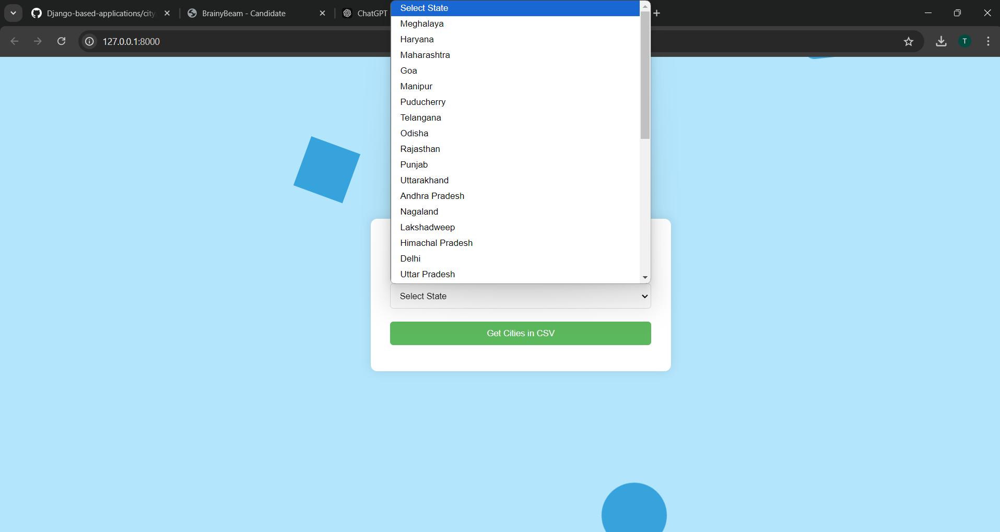 Django-based-applications/city
BrainyBeam - Candidate
ChatGPT
127.0.0.1:8000
T
Select State
Meghalaya
Haryana
Maharashtra
Goa
Manipur
Puducherry
Telangana
Odisha
Rajasthan
Punjab
Uttarakhand
Andhra Pradesh
Nagaland
Lakshadweep
Himachal Pradesh
Delhi
Uttar Pradesh
Select State
Get Cities in CSV